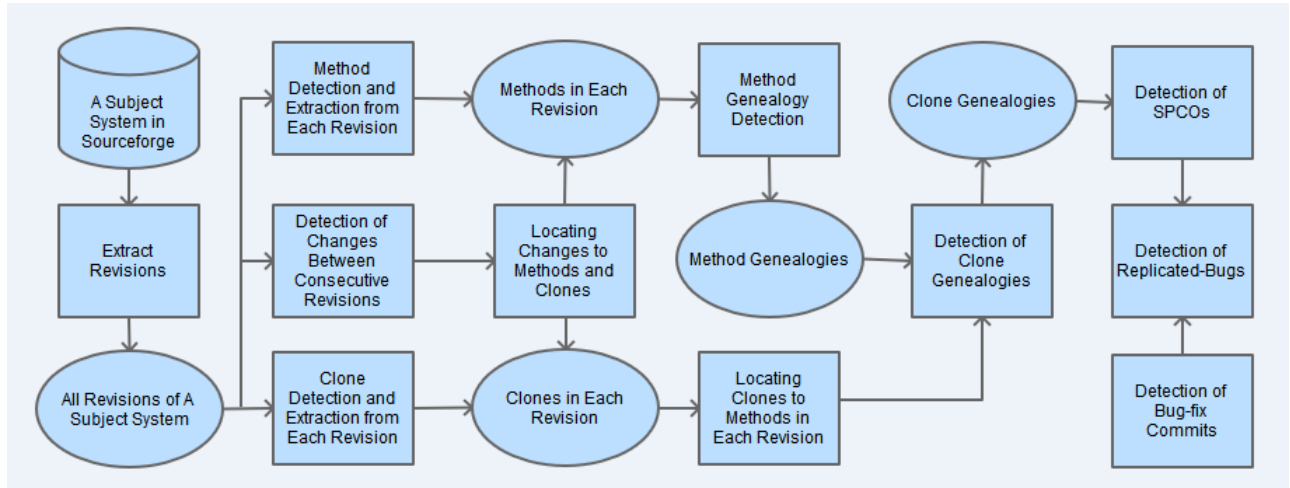 A Subject
System in
Sourceforge
Extract
Revisions
All Revisions of A
Subject System
Method
Detection and
Extraction from
Each Revision
Detection of
Changes
Between
Consecutive
Revisions
Clone
Detection and
Extraction from
Each Revision
Methods in Each
Revision
Locating
Changes to
Methods and
Clones
Clones in Each
Revision
Method
Genealogy
Detection
Method Genealogies
Locating
Clones to
Methods in
Each Revision
Clone Genealogies
Detection of
Clone
Genealogies
Detection of
SPCOs
Detection of
Replicated-Bugs
Detection of
Bug-fix
Commits